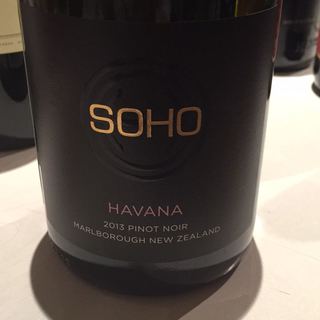 SOHO
HAVANA
2013 PINOT NOIR
MARLBOROUGH NEW ZEALAND